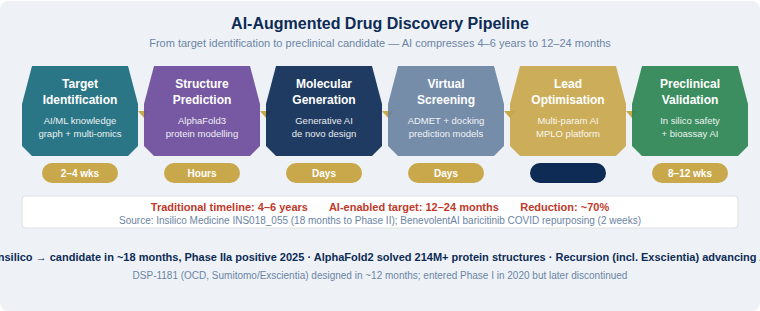 AI-Augmented Drug Discovery Pipeline
From target identification to preclinical candidate — AI compresses 4–6 years to 12–24 months
Target
Identification
AI/ML knowledge
graph + multi-omics
2–4 wks
Structure
Prediction
AlphaFold3
protein modelling
Hours
Molecular
Generation
Generative AI
de novo design
Days
Virtual
Screening
ADMET + docking
prediction models
Days
Lead
Optimisation
Multi-param AI
MPLO platform
Preclinical
Validation
In silico safety
+ bioassay AI
8–12 wks
Traditional timeline: 4–6 years AI-enabled target: 12–24 months Reduction: ~70%
Source: Insilico Medicine INS018_055 (18 months to Phase II); BenevolentAI baricitinib COVID repurposing (2 weeks)
→ candidate in ~18 months, Phase IIa positive 2025 · AlphaFold2 solved 214M+ protein structures · Recursion (incl. Exscientia) advancing
DSP-1181 (OCD, Sumitomo/Exscientia) designed in ~12 months; entered Phase I in 2020 but later discontinued